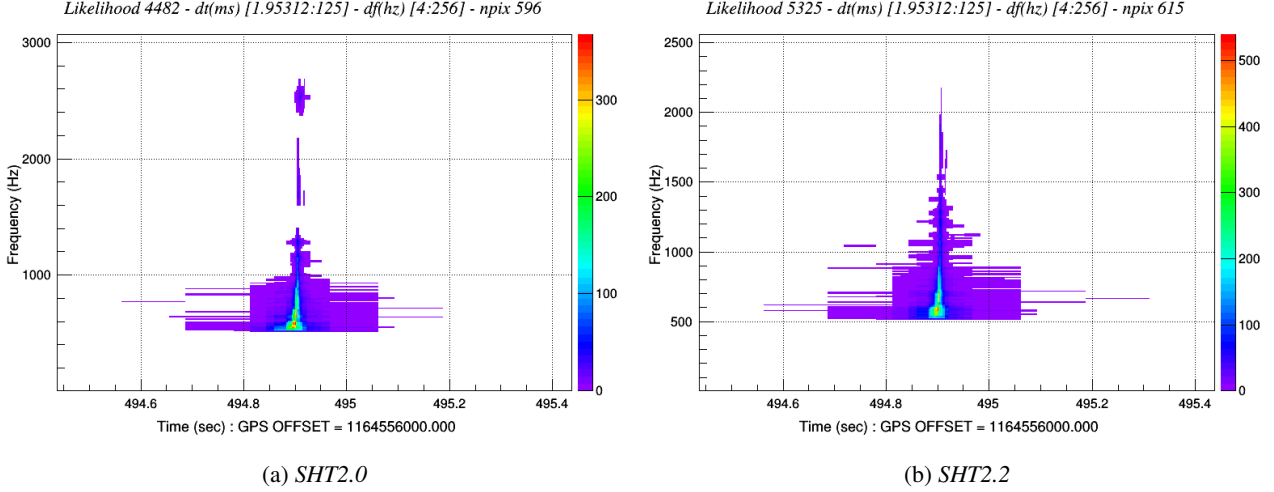 Likelihood 4482 - dt(ms) [1.95312:125] - df(hz) [4:256] - npix 596
3000
2000
1000
Frequency (Hz)
300
200
100
0
494.6 494.8 495 495.2 495.4
Time (sec) : GPS OFFSET = 1164556000.000
(a) SHT2.0
Likelihood 5325 - dt(ms) [1.95312:125] - df(hz) [4:256] - npix 615
2500
2000
1500
1000
500
Frequency (Hz)
500
400
300
200
100
0
494.6 494.8 495 495.2 495.4
Time (sec) : GPS OFFSET = 1164556000.000
(b) SHT2.2